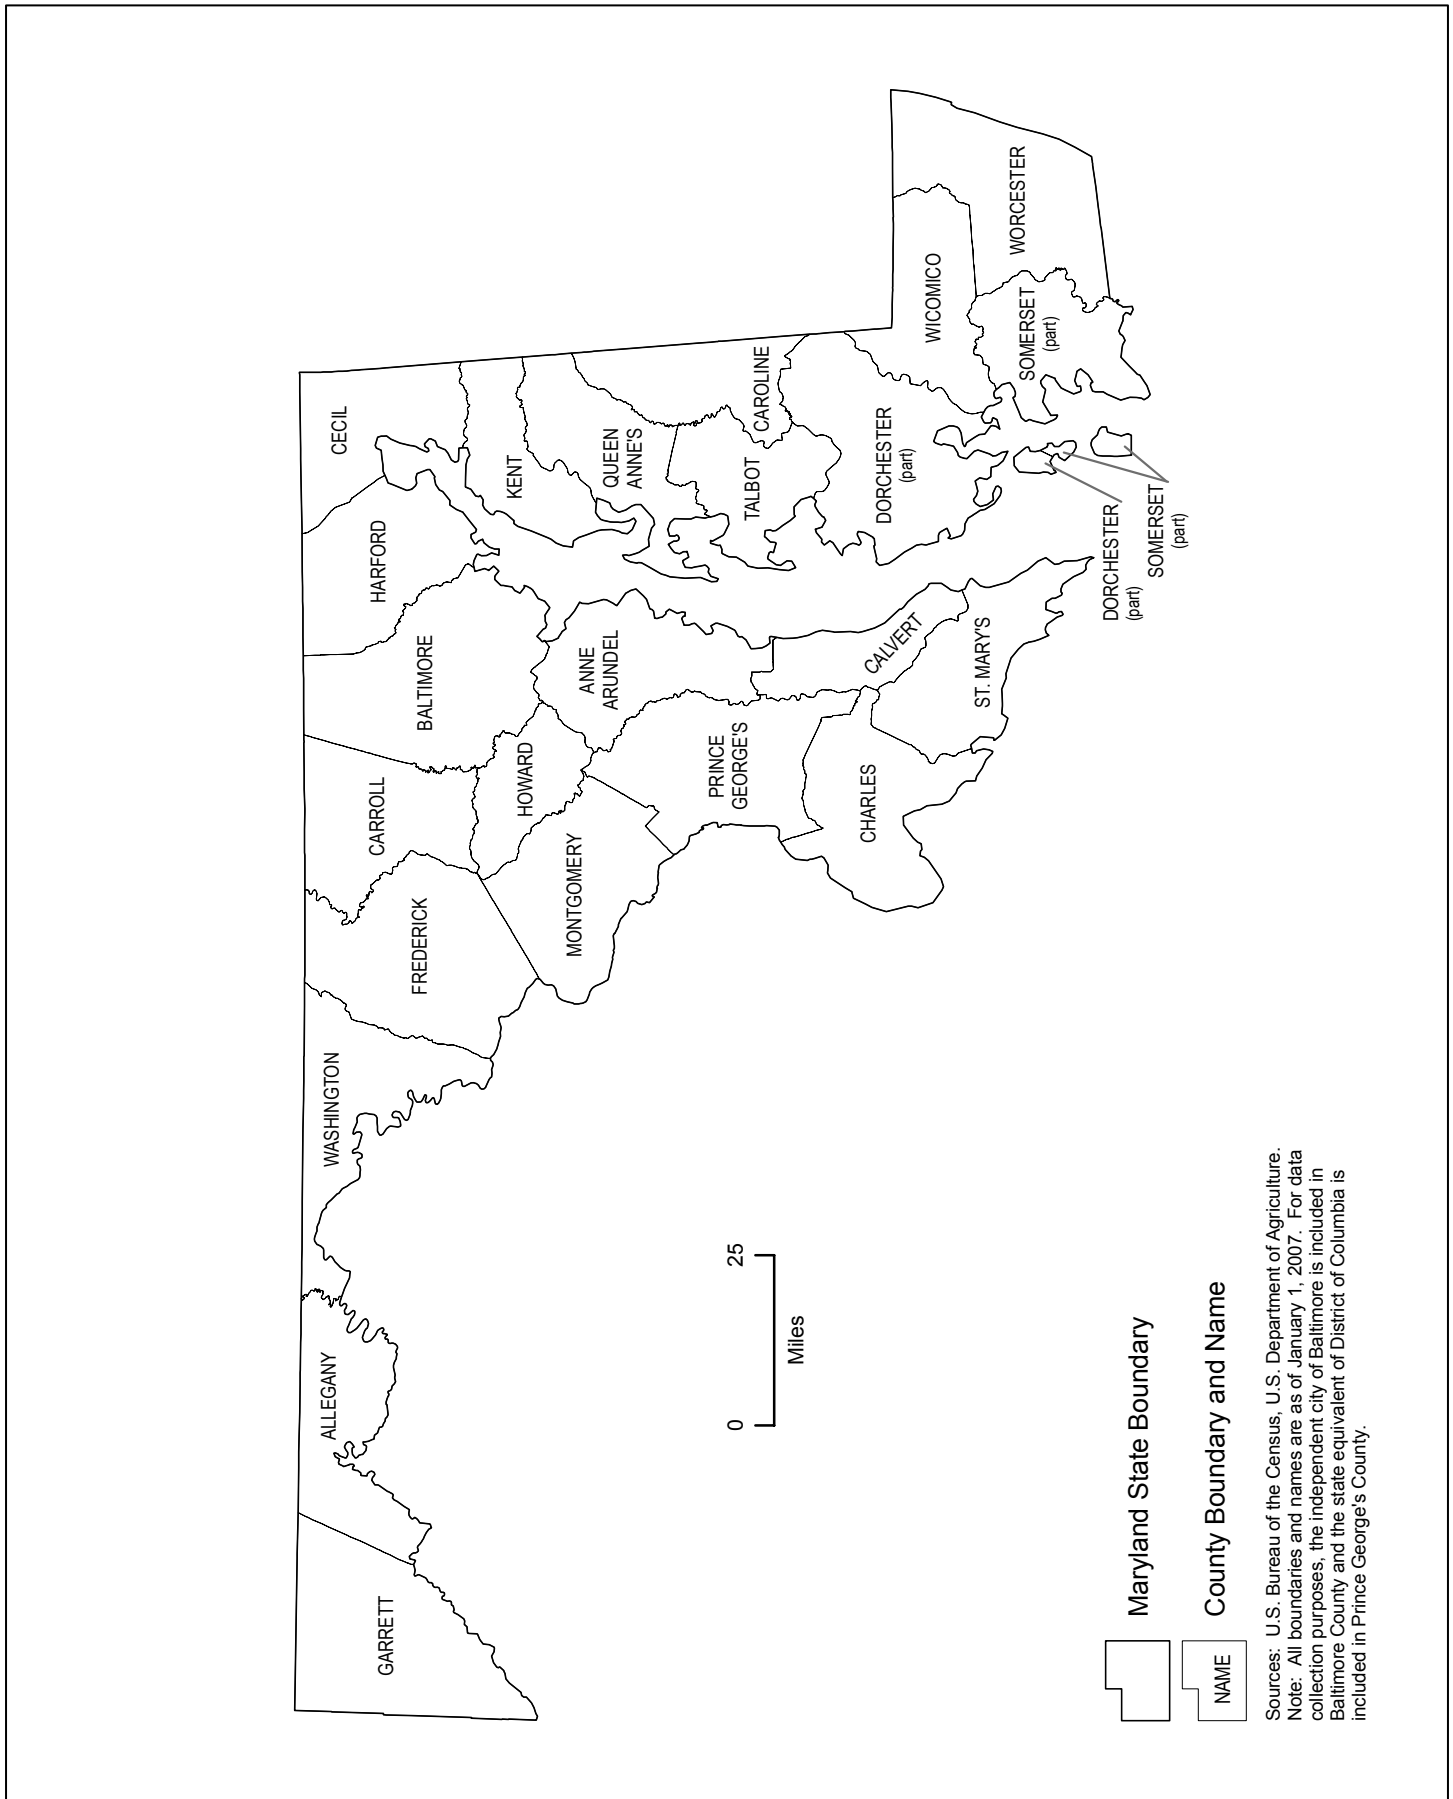 GARRETT
ALLEGANY
WASHINGTON
FREDERICK
CARROLL
BALTIMORE
HARFORD
CECIL
MONTGOMERY
HOWARD
ANNE
ARUNDEL
KENT
QUEEN
ANNE'S
PRINCE
GEORGE'S
TALBOT
CAROLINE
CHARLES
CALVERT
ST. MARY'S
DORCHESTER
(part)
WICOMICO
SOMERSET
(part)
WORCESTER
DORCHESTER
(part)
SOMERSET
(part)
0
25
Miles
Maryland State Boundary
NAME
County Boundary and Name
Sources: U.S. Bureau of the Census, U.S. Department of Agriculture.
Note: All boundaries and names are as of January 1, 2007. For data
collection purposes, the independent city of Baltimore is included in
Baltimore County and the state equivalent of District of Columbia is
included in Prince George's County.